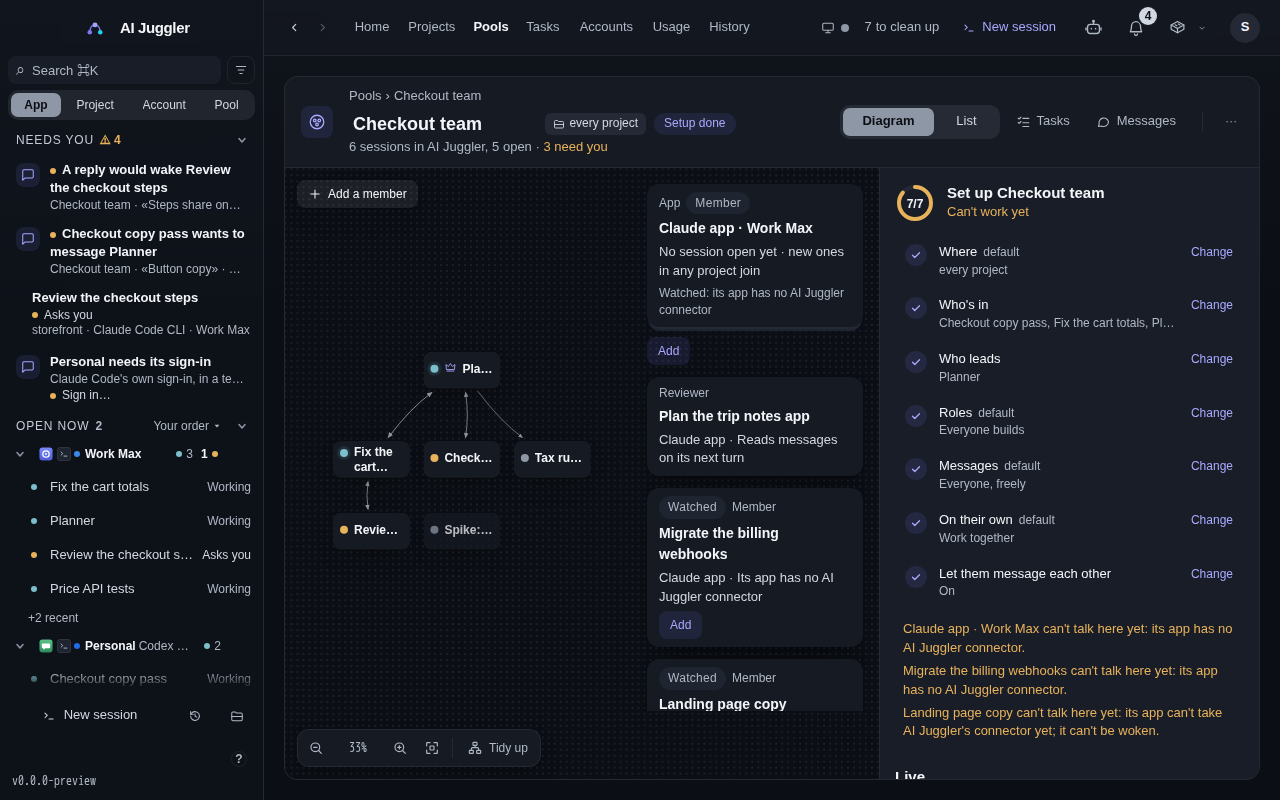 AI Juggler
Search ⌘K
App Project Account Pool
NEEDS YOU 4
A reply would wake Review the checkout steps
Checkout team · «Steps share on…
Checkout copy pass wants to message Planner
Checkout team · «Button copy» · …
Review the checkout steps
Asks you
storefront · Claude Code CLI · Work Max
Personal needs its sign-in
Claude Code's own sign-in, in a te…
Sign in…
OPEN NOW 2 Your order
Work Max 3 1
Fix the cart totals Working
Planner Working
Review the checkout s… Asks you
Price API tests Working
+2 recent
Personal Codex … 2
Checkout copy pass Working
New session
?
v0.0.0-preview
Home Projects Pools Tasks Accounts Usage History
7 to clean up
New session
4
S
Pools › Checkout team
Checkout team
every project
Setup done
6 sessions in AI Juggler, 5 open · 3 need you
Diagram List
Tasks
Messages
Add a member
Pla…
Fix the cart…
Check…
Tax ru…
Revie…
Spike:…
App Member
Claude app · Work Max
No session open yet · new ones
in any project join
Watched: its app has no AI Juggler
connector
Add
Reviewer
Plan the trip notes app
Claude app · Reads messages
on its next turn
Watched Member
Migrate the billing
webhooks
Claude app · Its app has no AI
Juggler connector
Add
Watched Member
Landing page copy
33%
Tidy up
7/7
Set up Checkout team
Can't work yet
Where default Change
every project
Who's in Change
Checkout copy pass, Fix the cart totals, Pl…
Who leads Change
Planner
Roles default Change
Everyone builds
Messages default Change
Everyone, freely
On their own default Change
Work together
Let them message each other Change
On
Claude app · Work Max can't talk here yet: its app has no
AI Juggler connector.
Migrate the billing webhooks can't talk here yet: its app
has no AI Juggler connector.
Landing page copy can't talk here yet: its app can't take
AI Juggler's connector yet; it can't be woken.
Live